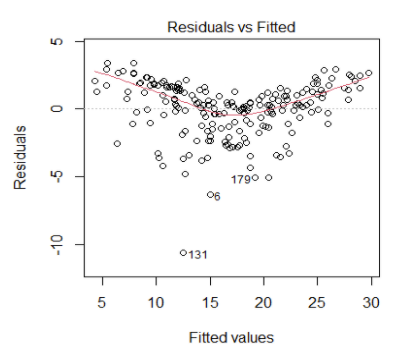 Residuals vs Fitted
5
0
-5
-10
Residuals
179
6
131
5 10 15 20 25 30
Fitted values